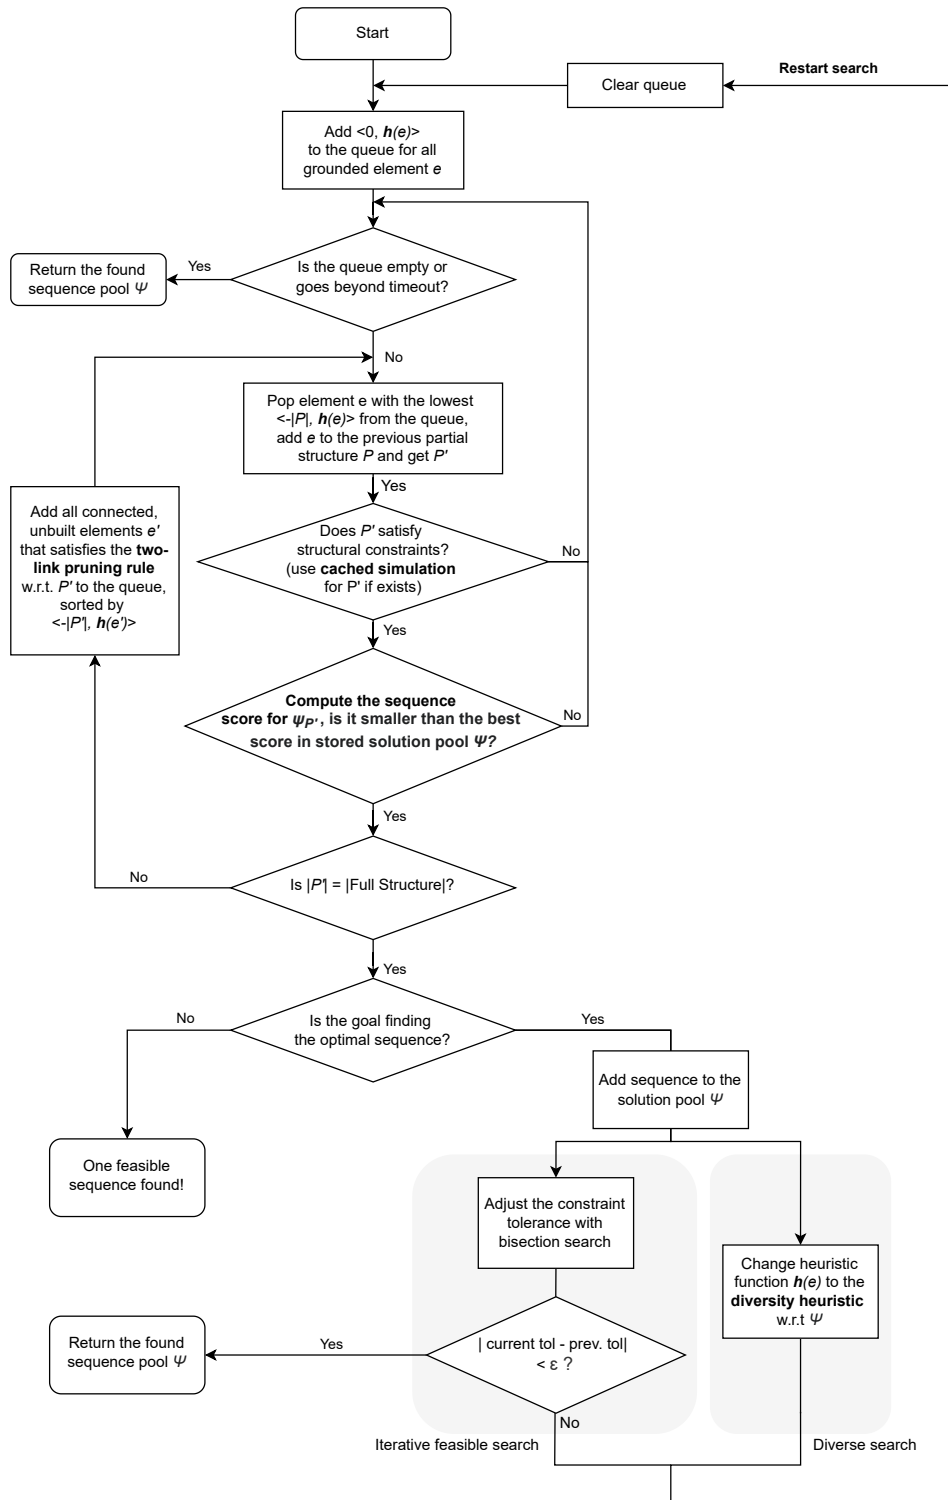 Start
Restart search
Clear queue
Add <0, h(e)>
to the queue for all
grounded element e
Is the queue empty or
goes beyond timeout?
Yes
Return the found
sequence pool Ψ
No
Pop element e with the lowest
<-|P|, h(e)> from the queue,
add e to the previous partial
structure P and get P'
Yes
Add all connected,
unbuilt elements e'
that satisfies the two-
link pruning rule
w.r.t. P' to the queue,
sorted by
<-|P'|, h(e')>
Does P' satisfy
structural constraints?
(use cached simulation
for P' if exists)
No
Yes
Compute the sequence
score for ψP', is it smaller than the best
score in stored solution pool Ψ?
No
Yes
Is |P'| = |Full Structure|?
No
Yes
Is the goal finding
the optimal sequence?
No
Yes
Add sequence to the
solution pool Ψ
One feasible
sequence found!
Adjust the constraint
tolerance with
bisection search
Change heuristic
function h(e) to the
diversity heuristic
w.r.t Ψ
| current tol - prev. tol|
< ε ?
Yes
Return the found
sequence pool Ψ
No
Iterative feasible search
Diverse search